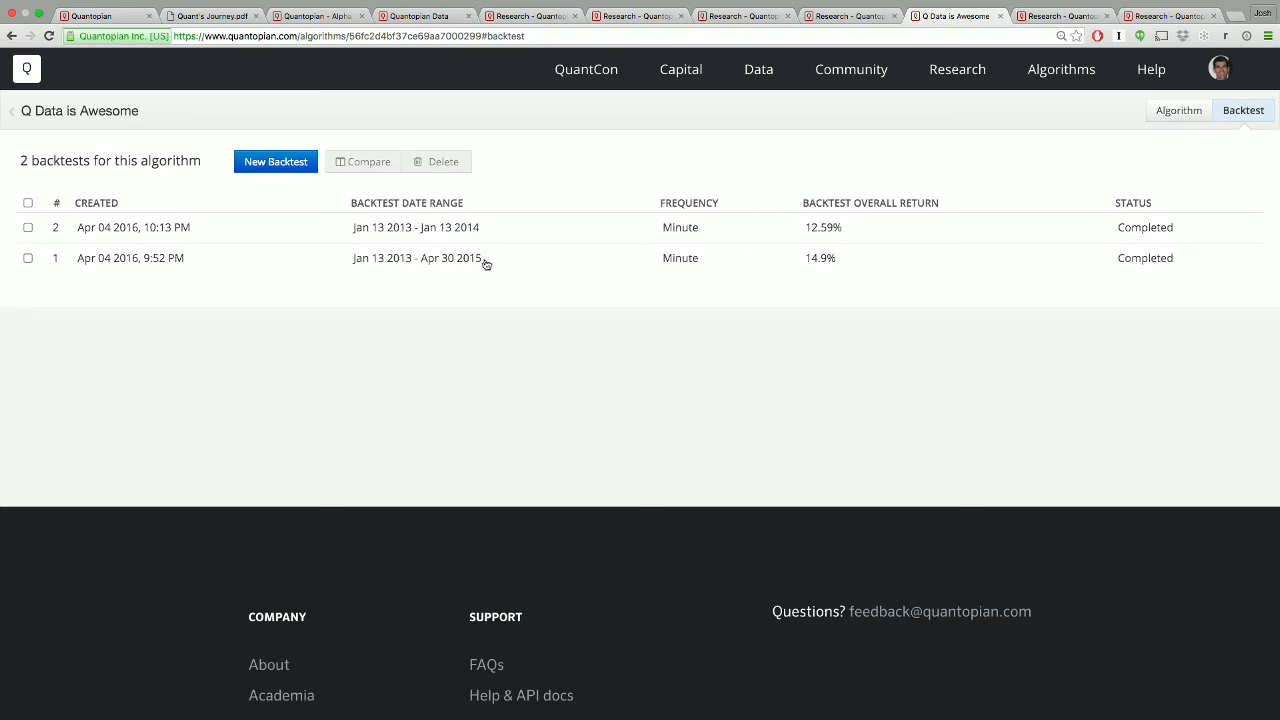 Quantopian
Quant's Journey.pdf
Quantopian - Alpha
Quantopian Data
Research - Quanto
Research - Quantop
Research - Quanto
Research - Quantop
Q Data is Awesome
Research - Quantop
Research - Quantop
Josh
Quantopian Inc. [US] https://www.quantopian.com/algorithms/56fc2d4bf37ce69aa7000299#backtest
Q QuantCon Capital Data Community Research Algorithms Help
Q Data is Awesome Algorithm Backtest
2 backtests for this algorithm New Backtest Compare Delete
# CREATED BACKTEST DATE RANGE FREQUENCY BACKTEST OVERALL RETURN STATUS
2 Apr 04 2016, 10:13 PM Jan 13 2013 - Jan 13 2014 Minute 12.59% Completed
1 Apr 04 2016, 9:52 PM Jan 13 2013 - Apr 30 2015 Minute 14.9% Completed
COMPANY SUPPORT Questions? feedback@quantopian.com
About FAQs
Academia Help & API docs